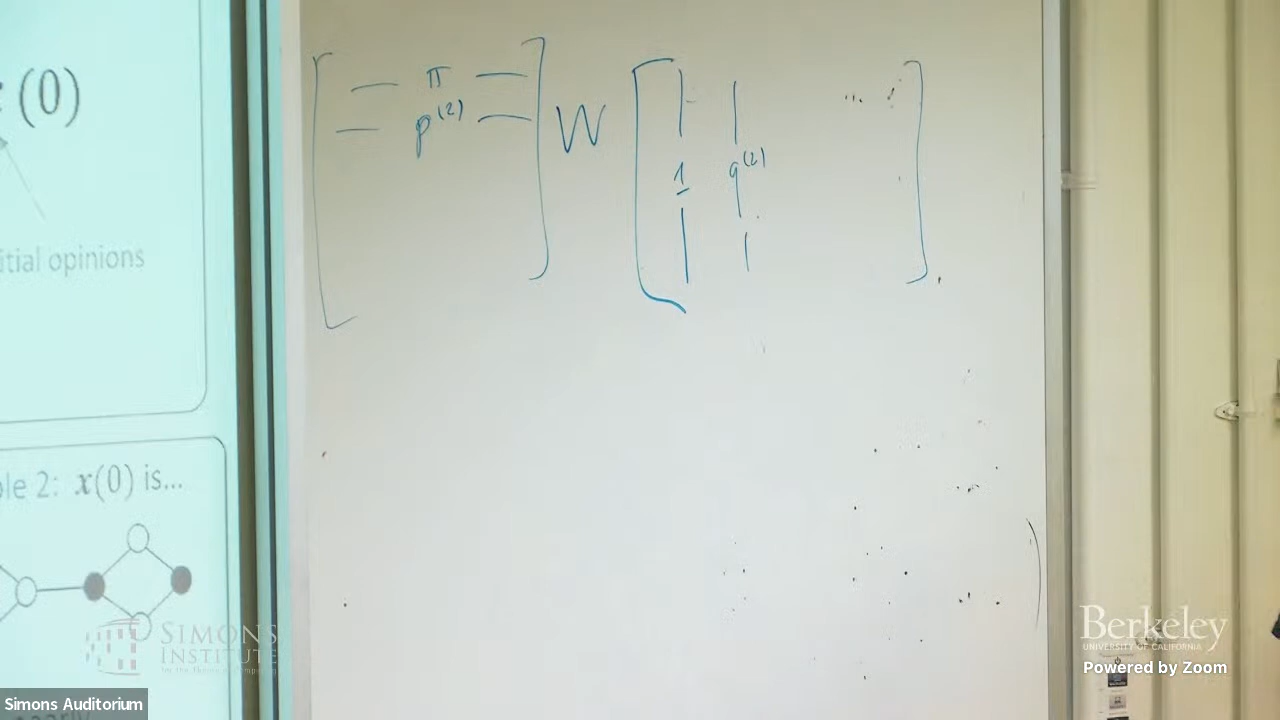 (0)
itial opinions
le 2: x(0) is...
π
p⁽²⁾
W
1
q⁽²⁾
SIMONS
INSTITUTE
Berkeley
UNIVERSITY OF CALIFORNIA
Powered by Zoom
Simons Auditorium